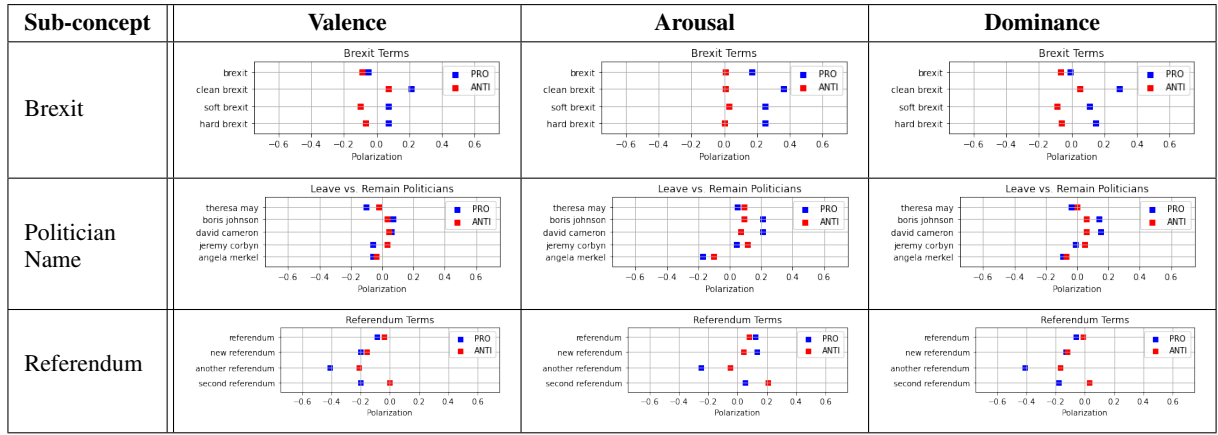 Sub-concept Valence Arousal Dominance
Brexit
Brexit Terms
brexit
clean brexit
soft brexit
hard brexit
PRO
ANTI
−0.6 −0.4 −0.2 0.0 0.2 0.4 0.6
Polarization
Brexit Terms
brexit
clean brexit
soft brexit
hard brexit
PRO
ANTI
−0.6 −0.4 −0.2 0.0 0.2 0.4 0.6
Polarization
Brexit Terms
brexit
clean brexit
soft brexit
hard brexit
PRO
ANTI
−0.6 −0.4 −0.2 0.0 0.2 0.4 0.6
Polarization
Politician
Name
Leave vs. Remain Politicians
theresa may
boris johnson
david cameron
jeremy corbyn
angela merkel
PRO
ANTI
−0.6 −0.4 −0.2 0.0 0.2 0.4 0.6
Polarization
Leave vs. Remain Politicians
theresa may
boris johnson
david cameron
jeremy corbyn
angela merkel
PRO
ANTI
−0.6 −0.4 −0.2 0.0 0.2 0.4 0.6
Polarization
Leave vs. Remain Politicians
theresa may
boris johnson
david cameron
jeremy corbyn
angela merkel
PRO
ANTI
−0.6 −0.4 −0.2 0.0 0.2 0.4 0.6
Polarization
Referendum
Referendum Terms
referendum
new referendum
another referendum
second referendum
PRO
ANTI
−0.6 −0.4 −0.2 0.0 0.2 0.4 0.6
Polarization
Referendum Terms
referendum
new referendum
another referendum
second referendum
PRO
ANTI
−0.6 −0.4 −0.2 0.0 0.2 0.4 0.6
Polarization
Referendum Terms
referendum
new referendum
another referendum
second referendum
PRO
ANTI
−0.6 −0.4 −0.2 0.0 0.2 0.4 0.6
Polarization